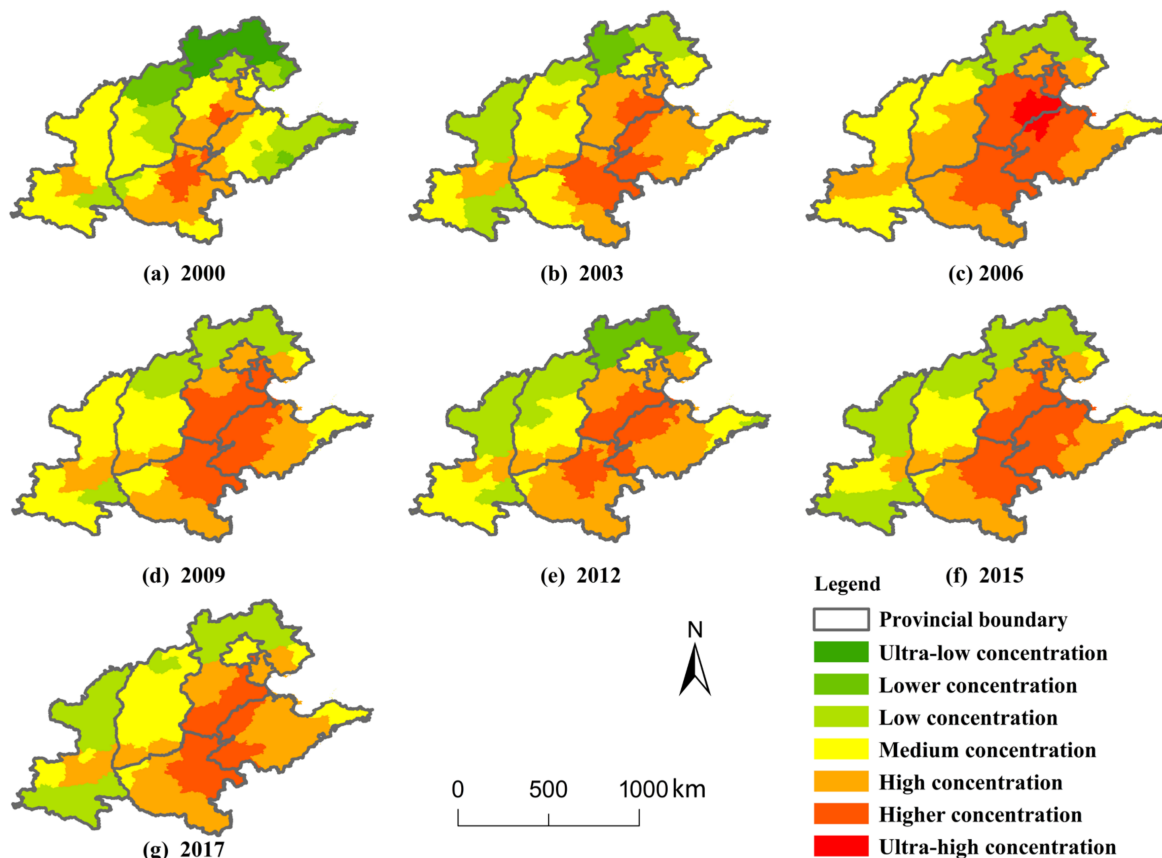 (a) 2000
(b) 2003
(c) 2006
(d) 2009
(e) 2012
(f) 2015
Legend
Provincial boundary
Ultra-low concentration
Lower concentration
Low concentration
Medium concentration
High concentration
Higher concentration
Ultra-high concentration
N
0 500 1000 km
(g) 2017